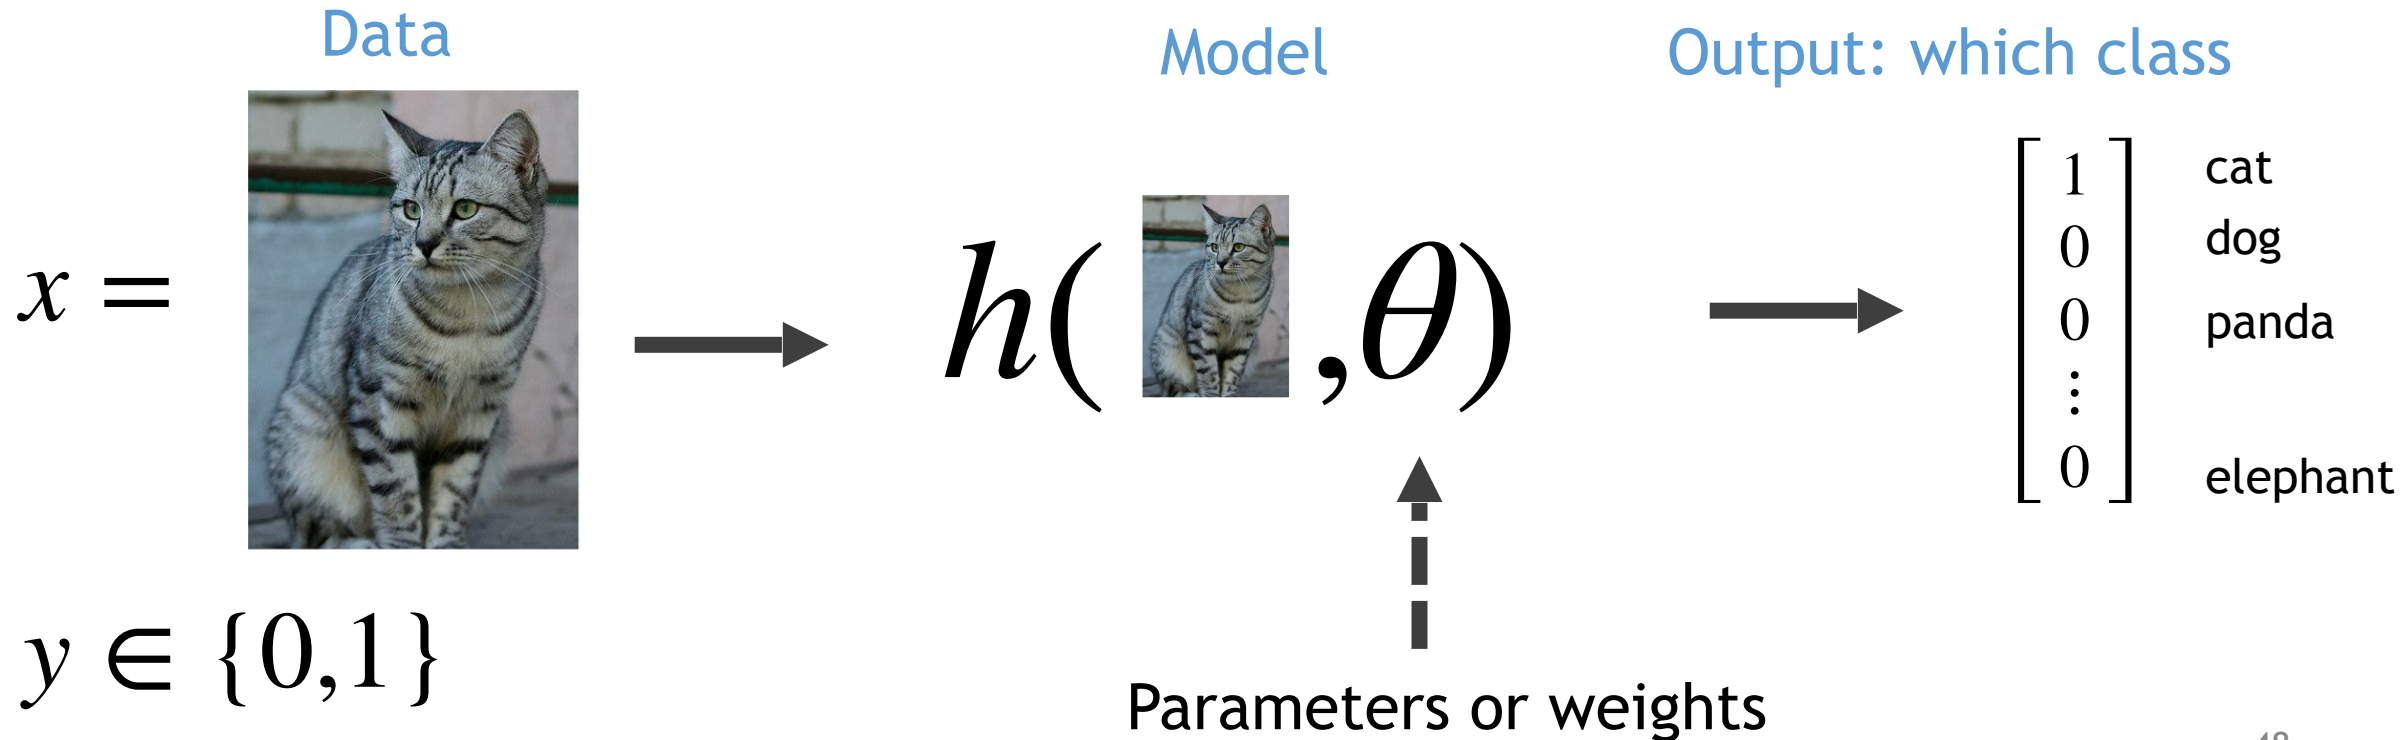 Data
Model
Output: which class
x =
h( , θ)
1 cat
0 dog
0 panda
⋮
0 elephant
y ∈ {0,1}
Parameters or weights